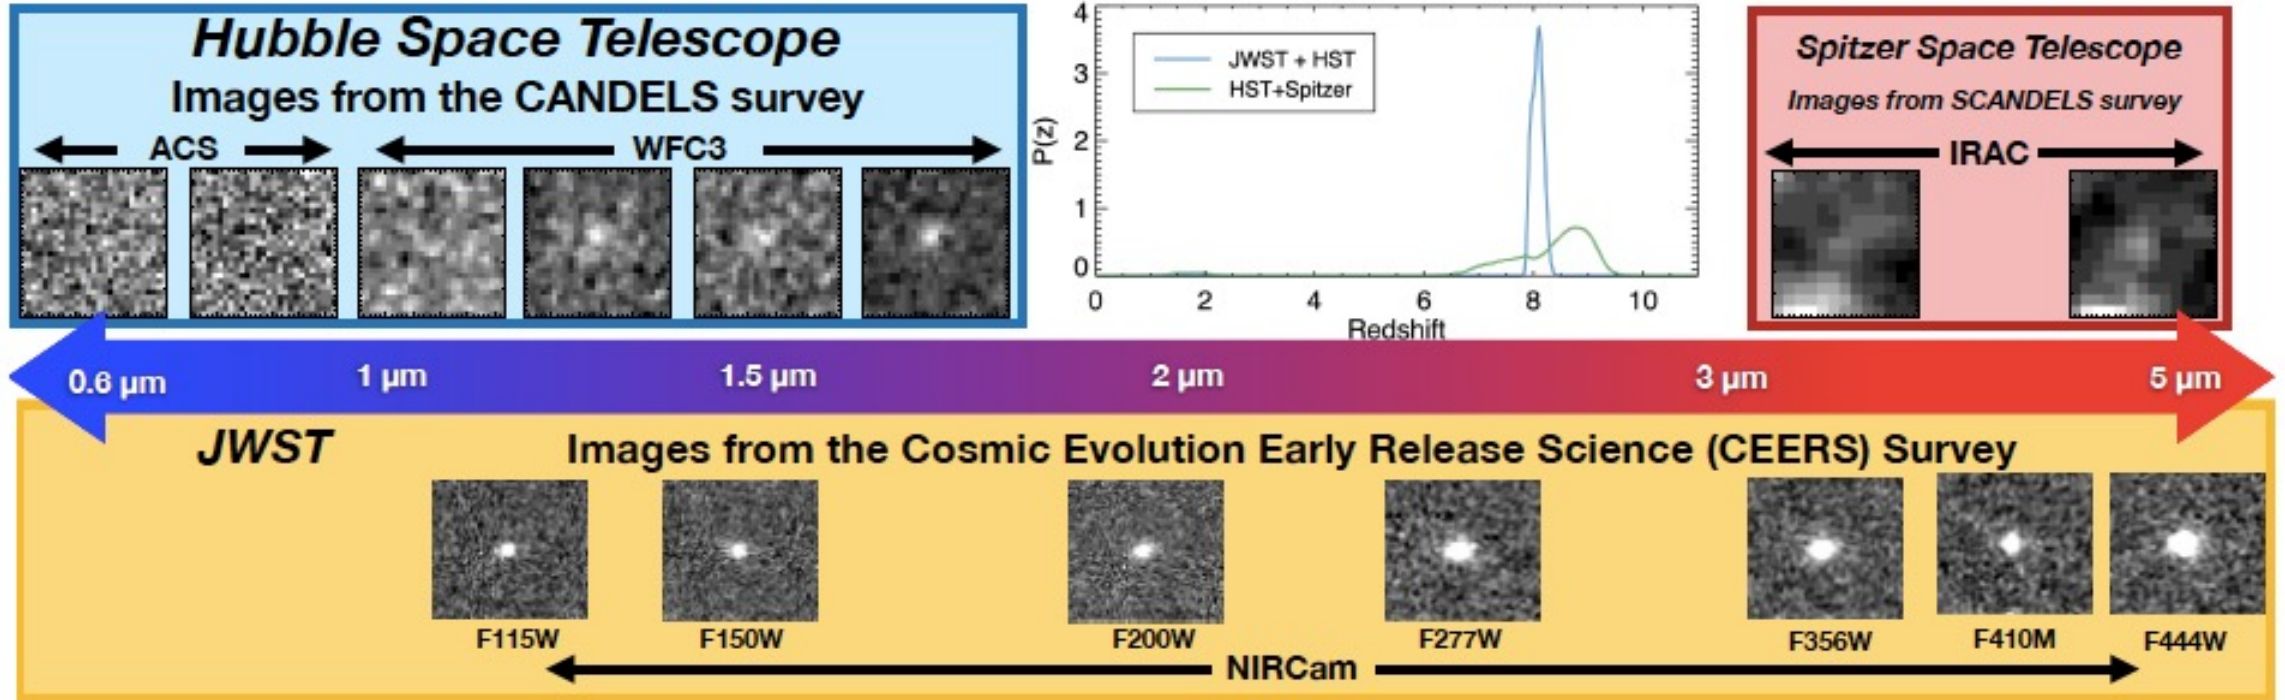 Hubble Space Telescope
Images from the CANDELS survey
ACS
WFC3
4
3
2
1
0
P(z)
JWST + HST
HST+Spitzer
0 2 4 6 8 10
Redshift
Spitzer Space Telescope
Images from SCANDELS survey
IRAC
0.6 μm 1 μm 1.5 μm 2 μm 3 μm 5 μm
JWST
Images from the Cosmic Evolution Early Release Science (CEERS) Survey
F115W F150W F200W F277W F356W F410M F444W
NIRCam